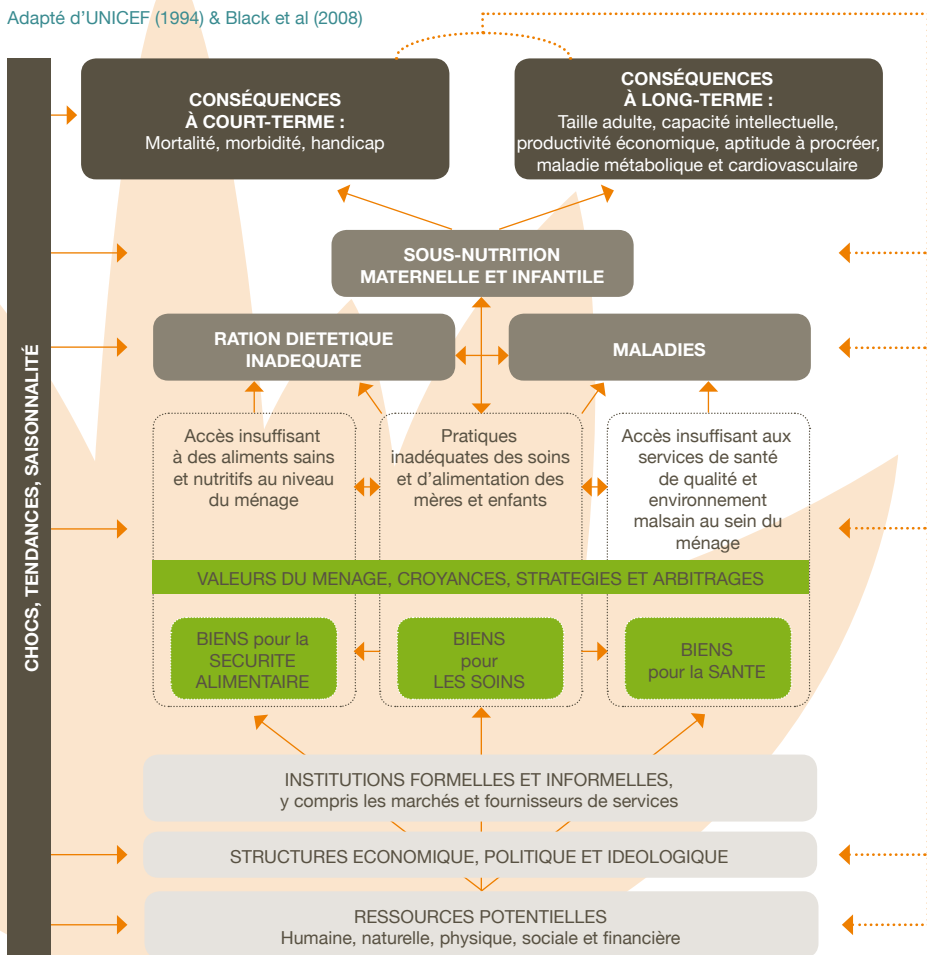 Adapté d’UNICEF (1994) & Black et al (2008)
CONSÉQUENCES
À COURT-TERME :
Mortalité, morbidité, handicap
CONSÉQUENCES
À LONG-TERME :
Taille adulte, capacité intellectuelle,
productivité économique, aptitude à procréer,
maladie métabolique et cardiovasculaire
SOUS-NUTRITION
MATERNELLE ET INFANTILE
RATION DIETETIQUE
INADEQUATE
MALADIES
CHOCS, TENDANCES, SAISONNALITÉ
Accès insuffisant
à des aliments sains
et nutritifs au niveau
du ménage
Pratiques
inadéquates des soins
et d’alimentation des
mères et enfants
Accès insuffisant aux
services de santé
de qualité et
environnement
malsain au sein du
ménage
VALEURS DU MENAGE, CROYANCES, STRATEGIES ET ARBITRAGES
BIENS pour la
SECURITE
ALIMENTAIRE
BIENS
pour
LES SOINS
BIENS
pour la SANTE
INSTITUTIONS FORMELLES ET INFORMELLES,
y compris les marchés et fournisseurs de services
STRUCTURES ECONOMIQUE, POLITIQUE ET IDEOLOGIQUE
RESSOURCES POTENTIELLES
Humaine, naturelle, physique, sociale et financière